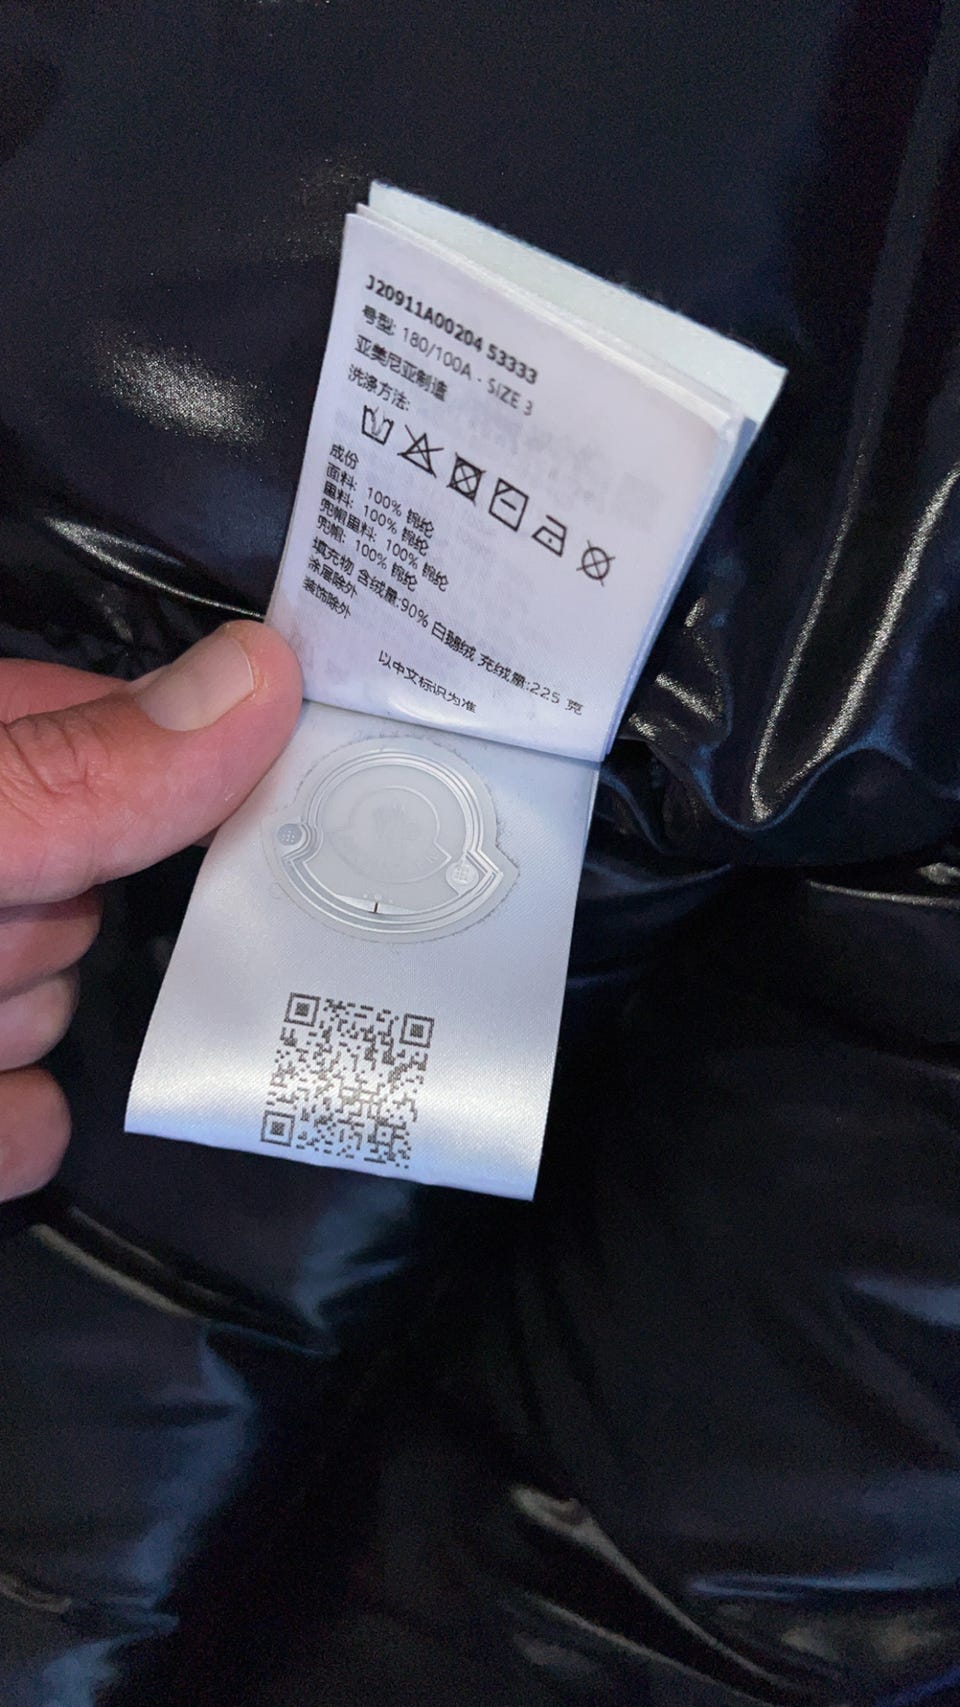 J20911A00204 53333
号型: 180/100A - SIZE 3
亚美尼亚制造
洗涤方法:
成份
面料: 100% 锦纶
里料: 100% 锦纶
兜帽里料: 100% 锦纶
兜帽: 100% 锦纶
填充物 含绒量:90% 白鹅绒 充绒量:225 克
涂层除外
装饰除外
以中文标识为准